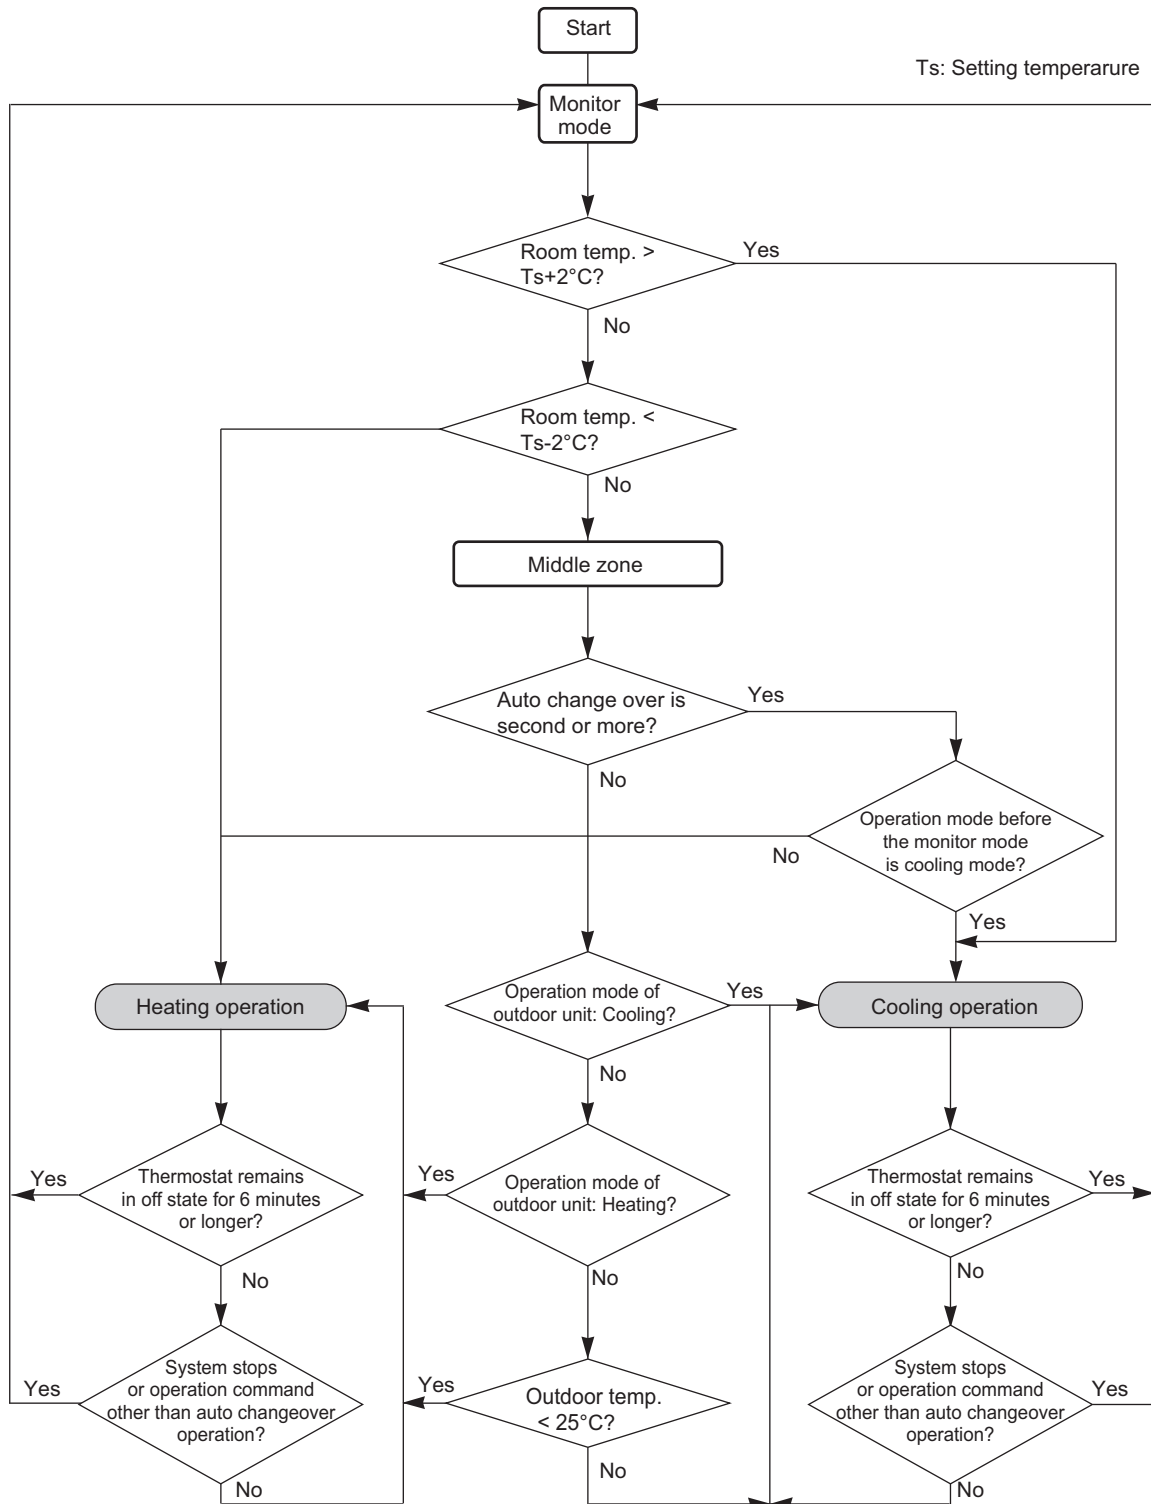 Start
Ts: Setting temperarure
Monitor
mode
Room temp. >
Ts+2°C?
Yes
No
Room temp. <
Ts-2°C?
No
Middle zone
Auto change over is
second or more?
Yes
No
Operation mode before
the monitor mode
is cooling mode?
No
Yes
Heating operation
Operation mode of
outdoor unit: Cooling?
Yes
No
Cooling operation
Thermostat remains
in off state for 6 minutes
or longer?
Yes
No
Operation mode of
outdoor unit: Heating?
Yes
No
Thermostat remains
in off state for 6 minutes
or longer?
Yes
No
System stops
or operation command
other than auto changeover
operation?
Yes
No
Outdoor temp.
< 25°C?
Yes
No
System stops
or operation command
other than auto changeover
operation?
Yes
No